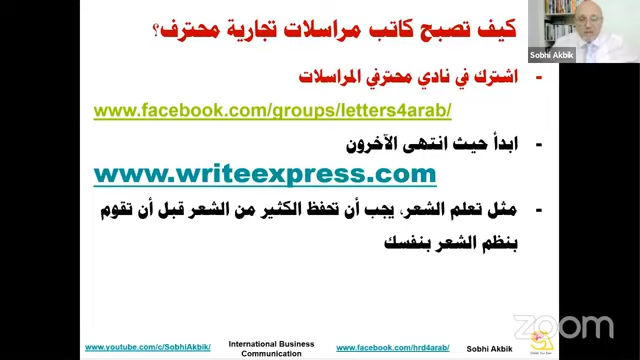 كيف تصبح كاتب مراسلات تجارية محترف؟
- اشترك في نادي محترفي المراسلات
www.facebook.com/groups/letters4arab/
- ابدأ حيث انتهى الآخرون
www.writeexpress.com
- مثل تعلم الشعر، يجب أن تحفظ الكثير من الشعر قبل أن تقوم
بنظم الشعر بنفسك
Sobhi Akbik
zoom
www.youtube.com/c/SobhiAkbik/
International Business
Communication
www.facebook.com/hrd4arab/
Sobhi Akbik